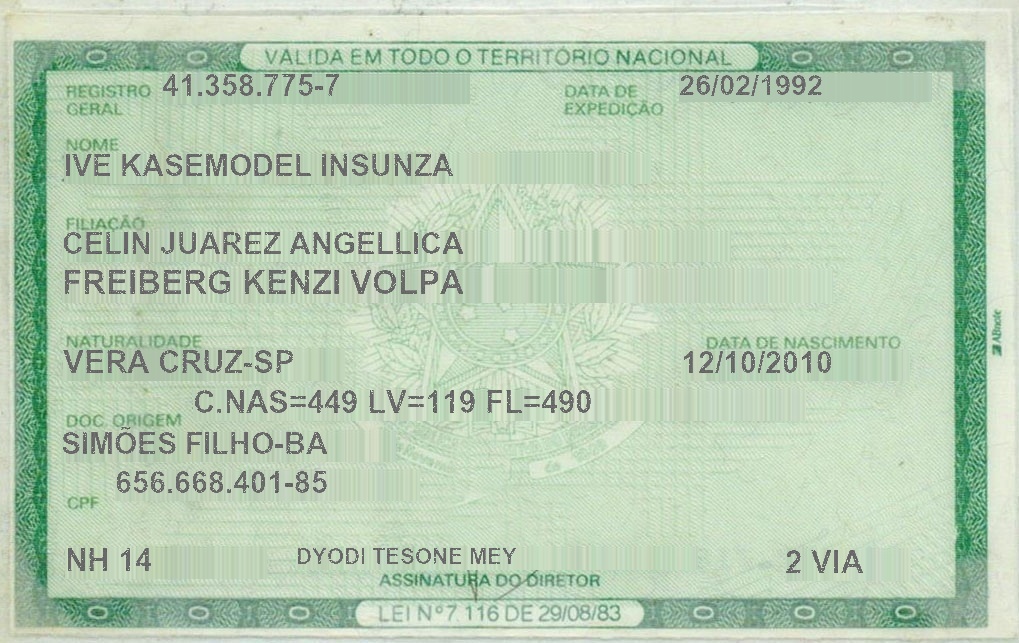 VÁLIDA EM TODO O TERRITÓRIO NACIONAL
REGISTRO GERAL 41.358.775-7 DATA DE EXPEDIÇÃO 26/02/1992
NOME
IVE KASEMODEL INSUNZA
FILIAÇÃO
CELIN JUAREZ ANGELLICA
FREIBERG KENZI VOLPA
NATURALIDADE DATA DE NASCIMENTO
VERA CRUZ-SP 12/10/2010
C.NAS=449 LV=119 FL=490
DOC. ORIGEM
SIMÕES FILHO-BA
656.668.401-85
CPF
NH 14 DYODI TESONE MEY 2 VIA
ASSINATURA DO DIRETOR
LEI Nº 7.116 DE 29/08/83
ABnote